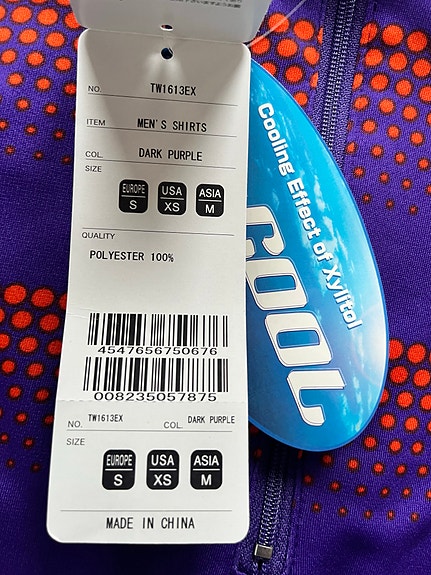 NO. TW1613EX
ITEM MEN'S SHIRTS
COL. DARK PURPLE
SIZE
EUROPE S USA XS ASIA M
QUALITY
POLYESTER 100%
4547656750676
008235057875
NO. TW1613EX COL. DARK PURPLE
SIZE
EUROPE S USA XS ASIA M
MADE IN CHINA
Cooling Effect of Xylitol
COOL